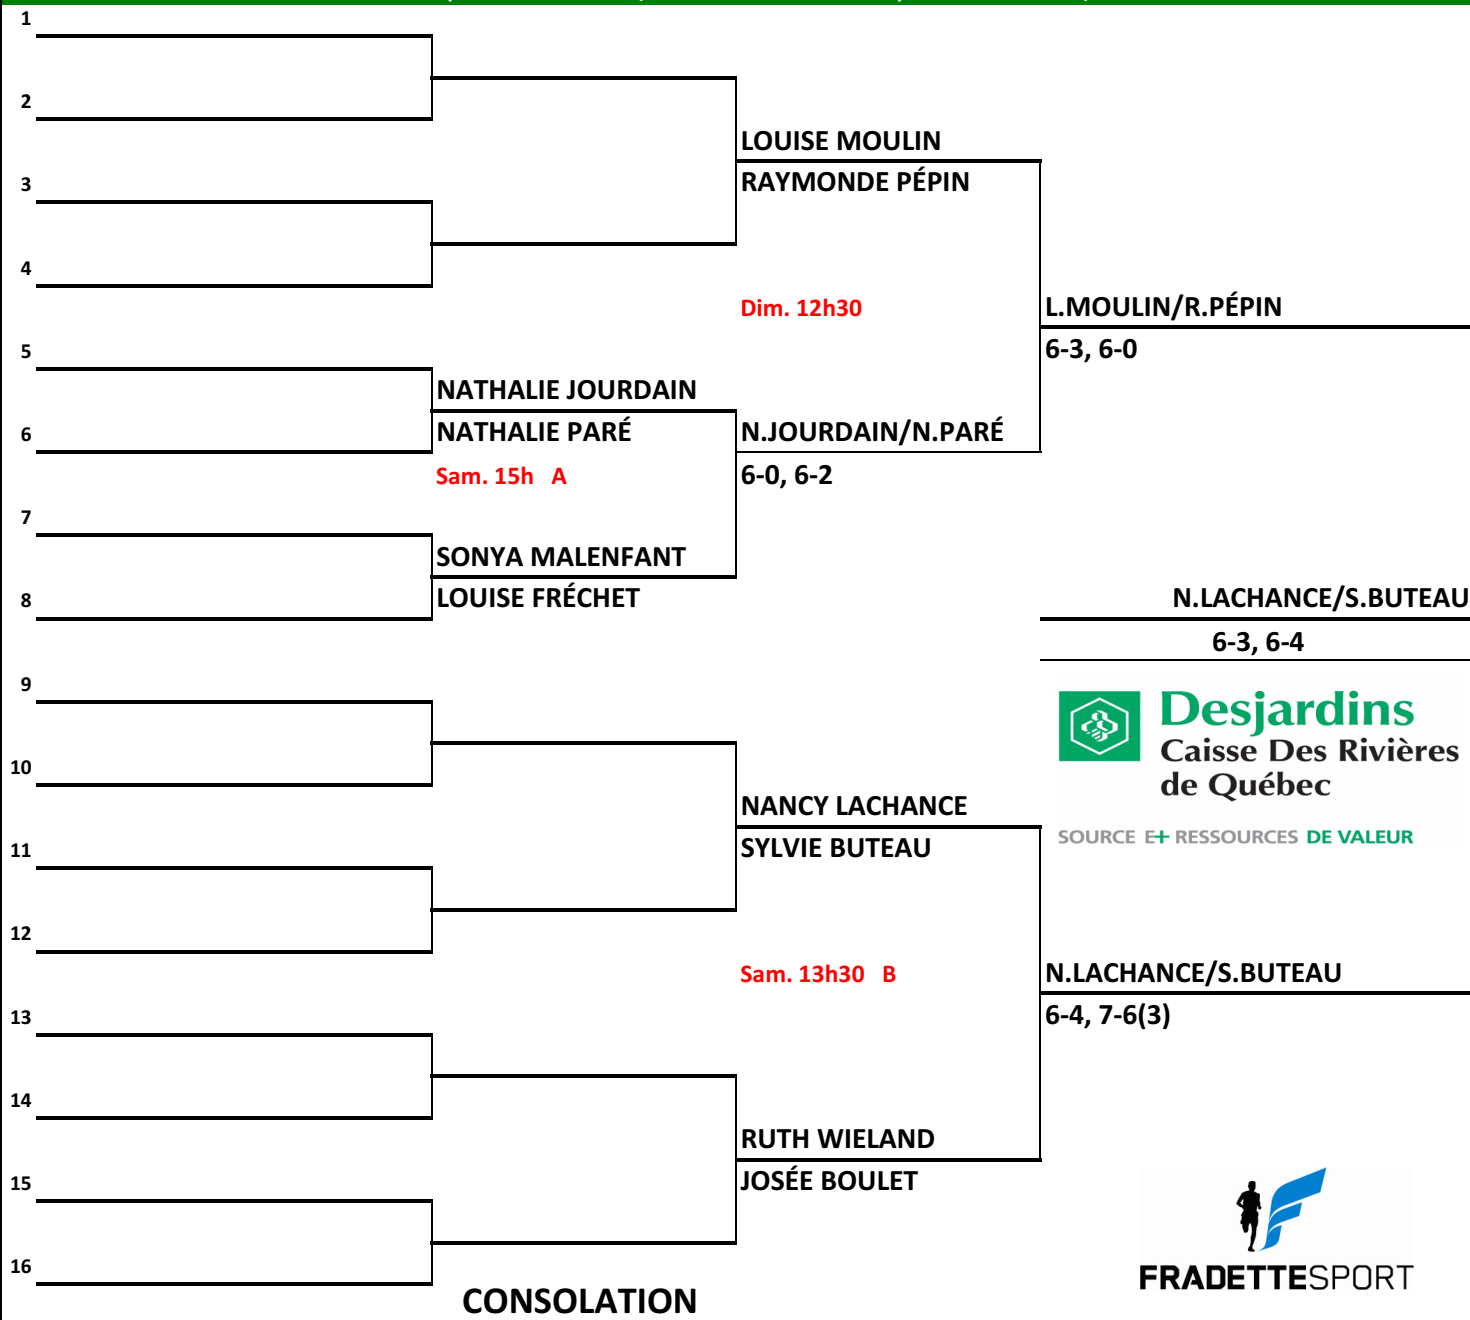 1
2
LOUISE MOULIN
3
RAYMONDE PÉPIN
4
Dim. 12h30
L.MOULIN/R.PÉPIN
5
6-3, 6-0
NATHALIE JOURDAIN
6
NATHALIE PARÉ
N.JOURDAIN/N.PARÉ
Sam. 15h A
6-0, 6-2
7
SONYA MALENFANT
8
LOUISE FRÉCHET
N.LACHANCE/S.BUTEAU
6-3, 6-4
9
Desjardins
Caisse Des Rivières
de Québec
10
NANCY LACHANCE
SOURCE E+ RESSOURCES DE VALEUR
11
SYLVIE BUTEAU
12
Sam. 13h30 B
N.LACHANCE/S.BUTEAU
13
6-4, 7-6(3)
14
RUTH WIELAND
15
JOSÉE BOULET
16
FRADETTESPORT
CONSOLATION